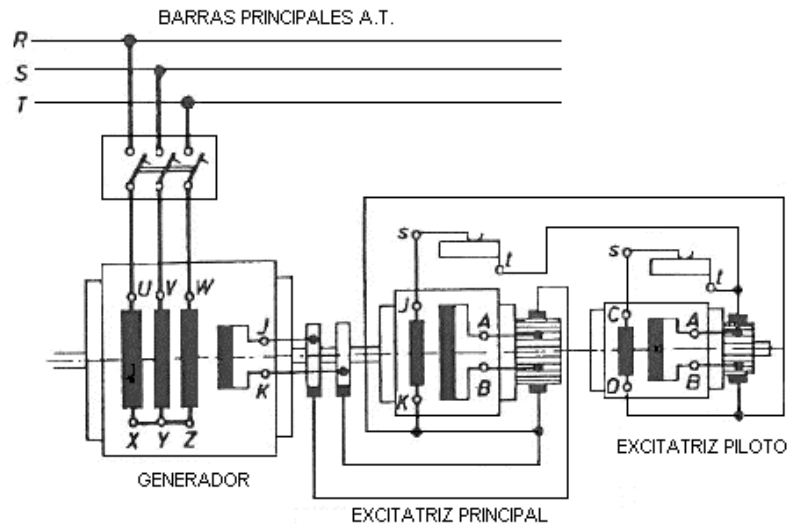 BARRAS PRINCIPALES A.T.
R
S
T
U V W
J
K
X Y Z
GENERADOR
s
t
J
A
B
K
EXCITATRIZ PRINCIPAL
s
t
C
A
B
D
EXCITATRIZ PILOTO